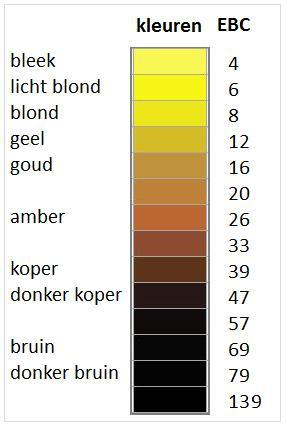 kleuren EBC
bleek 4
licht blond 6
blond 8
geel 12
goud 16
20
amber 26
33
koper 39
donker koper 47
57
bruin 69
donker bruin 79
139